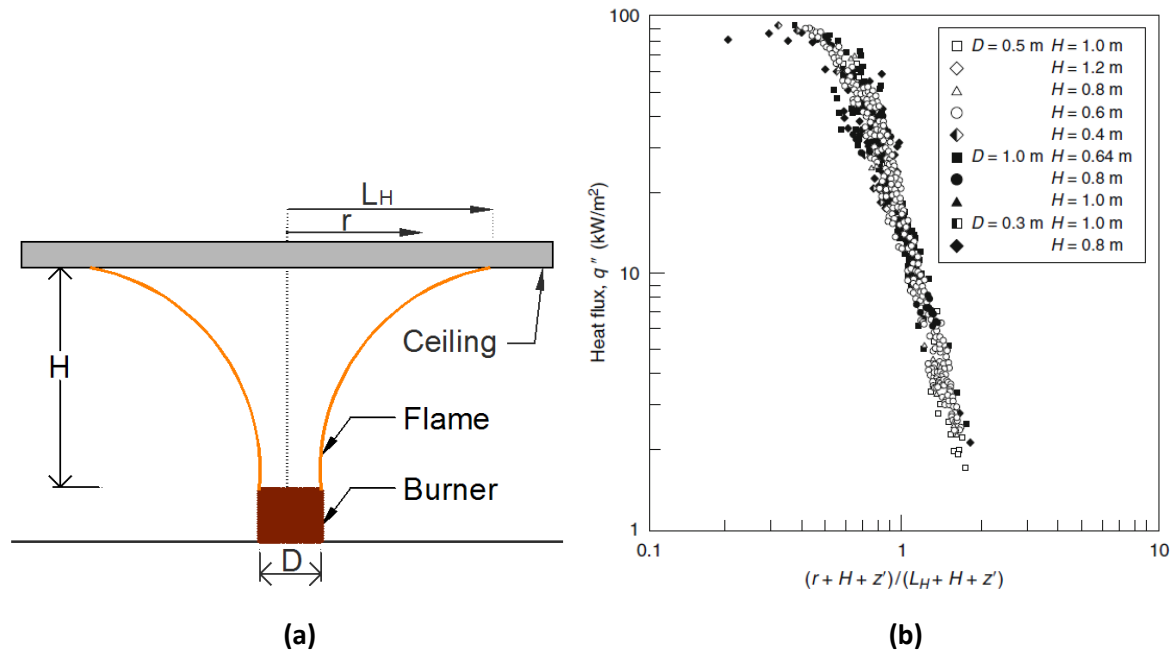 LH
r
H
Ceiling
Flame
Burner
D
(a)
100
10
1
Heat flux, q″ (kW/m²)
0.1
1
10
(r + H + z′)/(LH + H + z′)
D = 0.5 m H = 1.0 m
H = 1.2 m
H = 0.8 m
H = 0.6 m
H = 0.4 m
D = 1.0 m H = 0.64 m
H = 0.8 m
H = 1.0 m
D = 0.3 m H = 1.0 m
H = 0.8 m
(b)